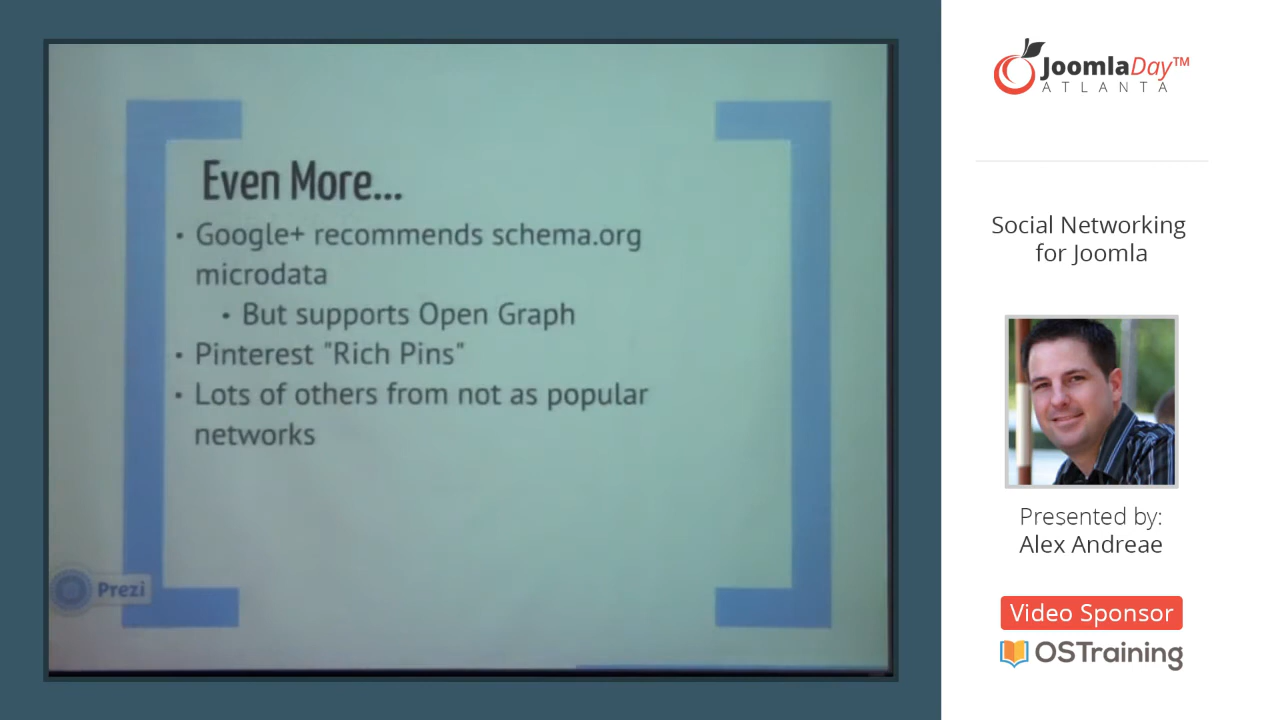 Even More...
• Google+ recommends schema.org
microdata
• But supports Open Graph
• Pinterest "Rich Pins"
• Lots of others from not as popular
networks
Prezi
JoomlaDay™
ATLANTA
Social Networking
for Joomla
Presented by:
Alex Andreae
Video Sponsor
OSTraining